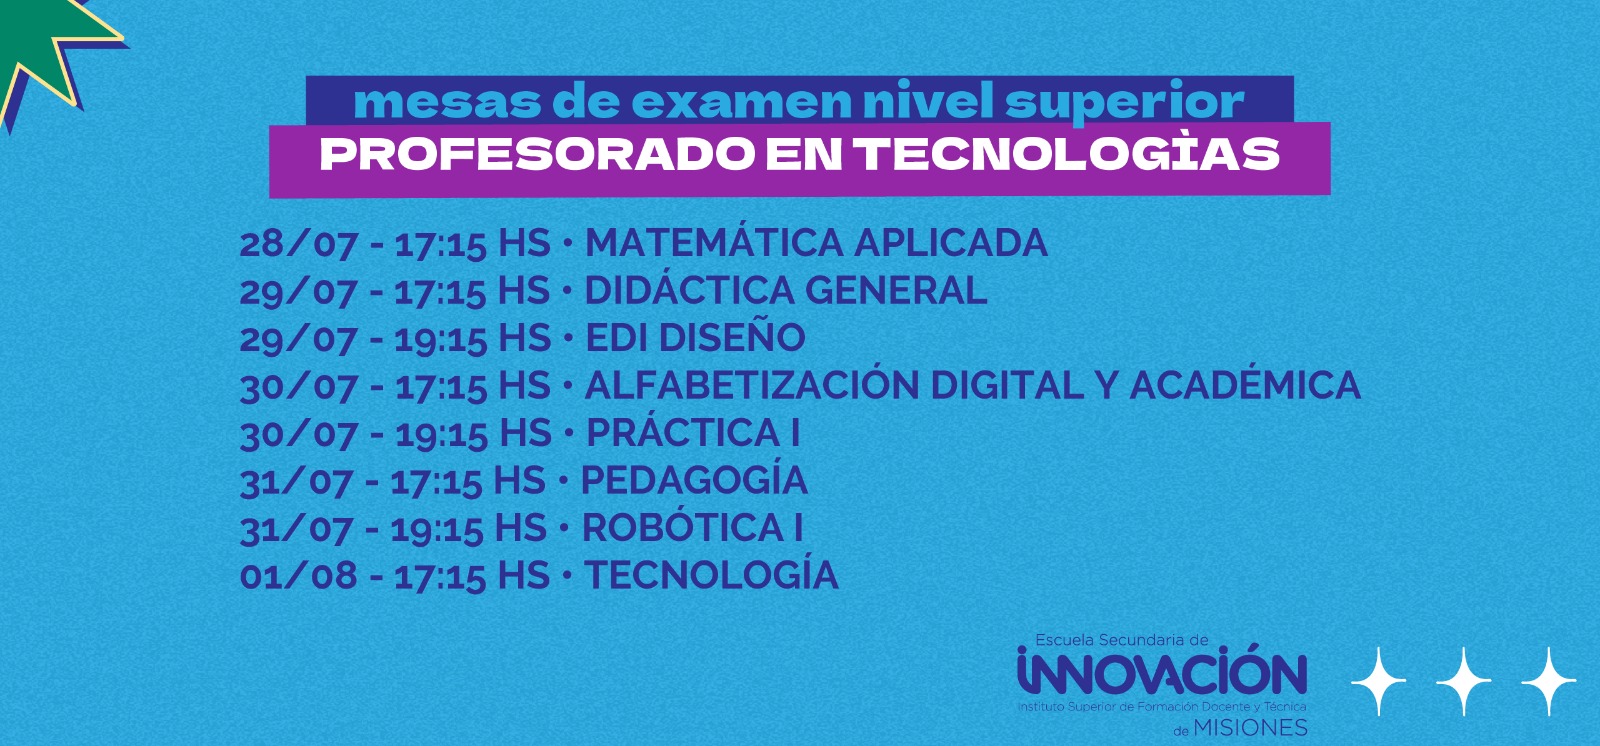 mesas de examen nivel superior
PROFESORADO EN TECNOLOGÌAS
28/07 - 17:15 HS • MATEMÁTICA APLICADA
29/07 - 17:15 HS • DIDÁCTICA GENERAL
29/07 - 19:15 HS • EDI DISEÑO
30/07 - 17:15 HS • ALFABETIZACIÓN DIGITAL Y ACADÉMICA
30/07 - 19:15 HS • PRÁCTICA I
31/07 - 17:15 HS • PEDAGOGÍA
31/07 - 19:15 HS • ROBÓTICA I
01/08 - 17:15 HS • TECNOLOGÍA
Escuela Secundaria de
iNNOVACiÓN
Instituto Superior de Formación Docente y Técnica
de MISIONES